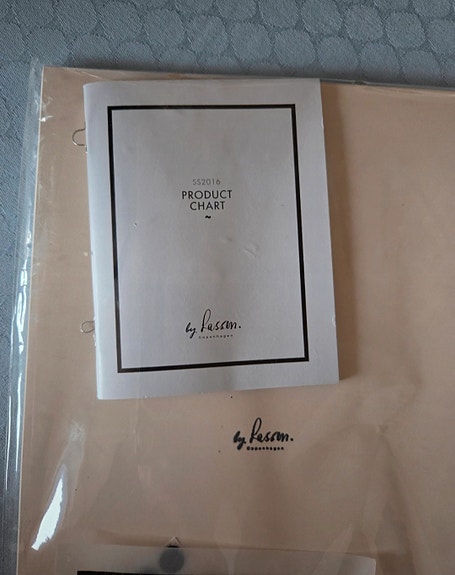 SS2016
PRODUCT
CHART
~
by Lassen.
Copenhagen
by Lassen.
Copenhagen